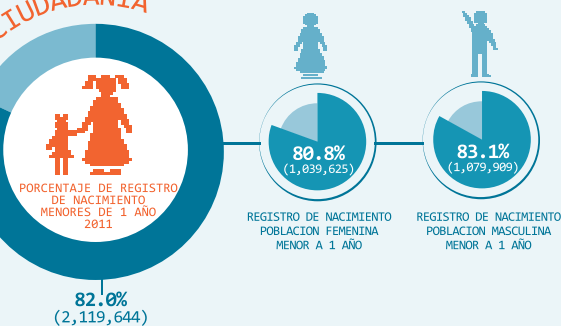 CIUDADANIA
PORCENTAJE DE REGISTRO
DE NACIMIENTO
MENORES DE 1 AÑO
2011
82.0%
(2,119,644)
80.8%
(1,039,625)
REGISTRO DE NACIMIENTO
POBLACION FEMENINA
MENOR A 1 AÑO
83.1%
(1,079,909)
REGISTRO DE NACIMIENTO
POBLACION MASCULINA
MENOR A 1 AÑO